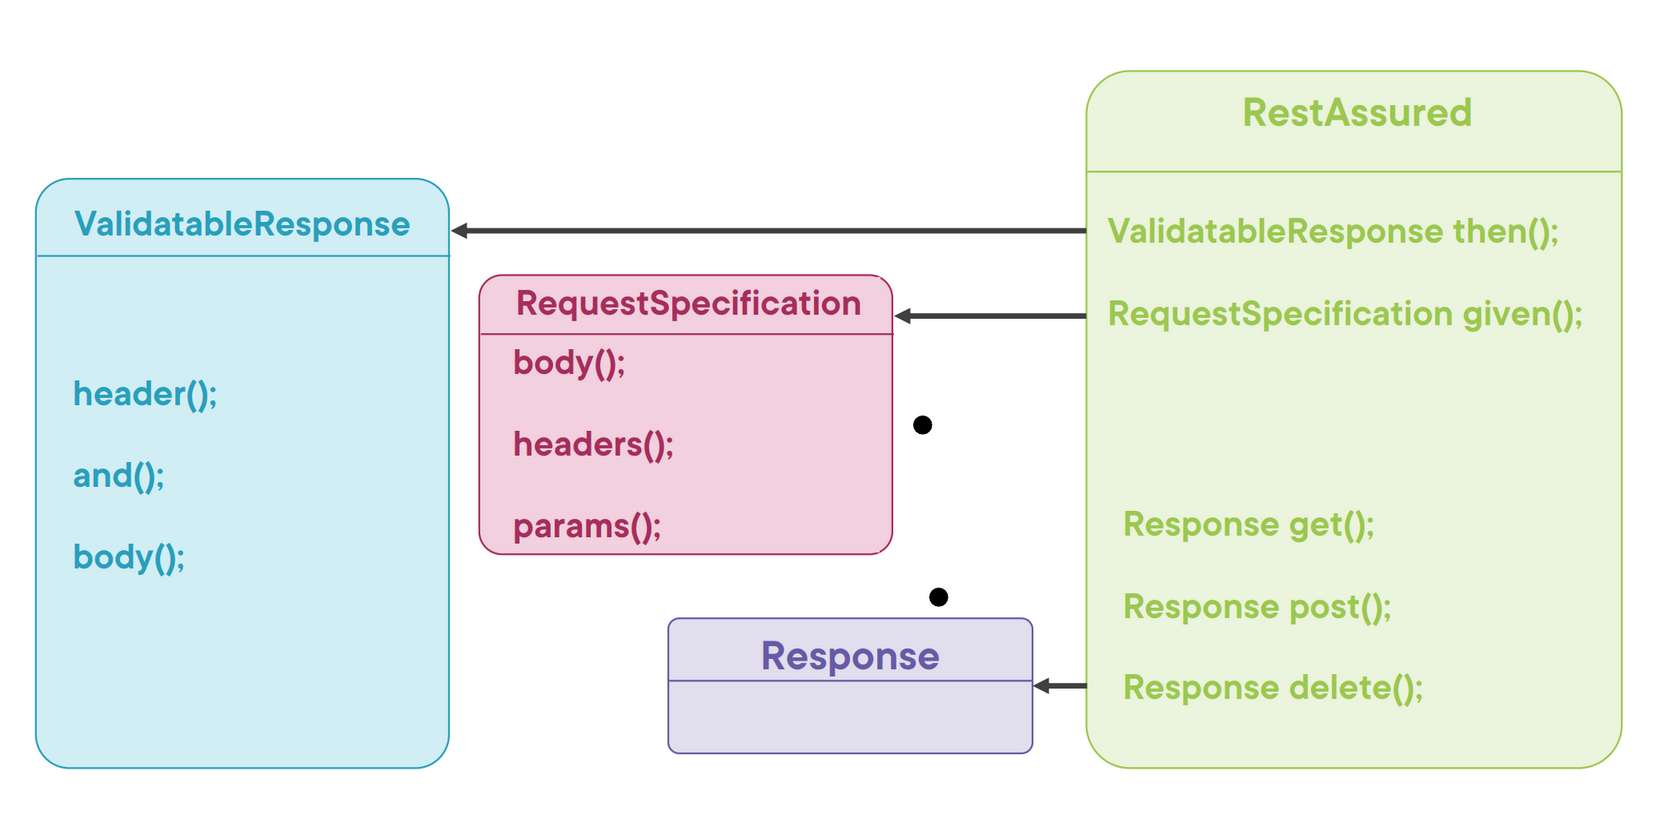 RestAssured
ValidatableResponse then();
RequestSpecification given();
Response get();
Response post();
Response delete();
ValidatableResponse
header();
and();
body();
RequestSpecification
body();
headers();
params();
Response